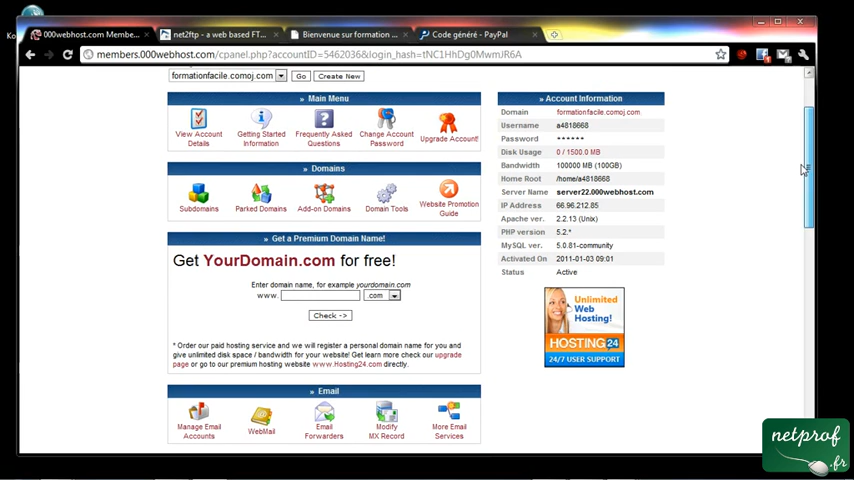 000webhost.com Membe...
net2ftp - a web based FT...
Bienvenue sur formation
Code généré - PayPal
members.000webhost.com/cpanel.php?accountID=5462036&login_hash=tNC1HhDg0MwmJR6A
formationfacile.comoj.com
Go
Create New
» Main Menu
View Account Details
Getting Started Information
Frequently Asked Questions
Change Account Password
Upgrade Account!
» Domains
Subdomains
Parked Domains
Add-on Domains
Domain Tools
Website Promotion Guide
» Get a Premium Domain Name!
Get YourDomain.com for free!
Enter domain name, for example yourdomain.com
www.
.com
Check ->
* Order our paid hosting service and we will register a personal domain name for you and
give unlimited disk space / bandwidth for your website! Get learn more check our upgrade
page or go to our premium hosting website www.Hosting24.com directly.
» Email
Manage Email Accounts
WebMail
Email Forwarders
Modify MX Record
More Email Services
» Account Information
Domain formationfacile.comoj.com
Username a4818668
Password ******
Disk Usage 0 / 1500.0 MB
Bandwidth 100000 MB (100GB)
Home Root /home/a4818668
Server Name server22.000webhost.com
IP Address 66.96.212.85
Apache ver. 2.2.13 (Unix)
PHP version 5.2.*
MySQL ver. 5.0.81-community
Activated On 2011-01-03 09:01
Status Active
Unlimited
Web
Hosting!
HOSTING 24
24/7 USER SUPPORT
netprof
.fr